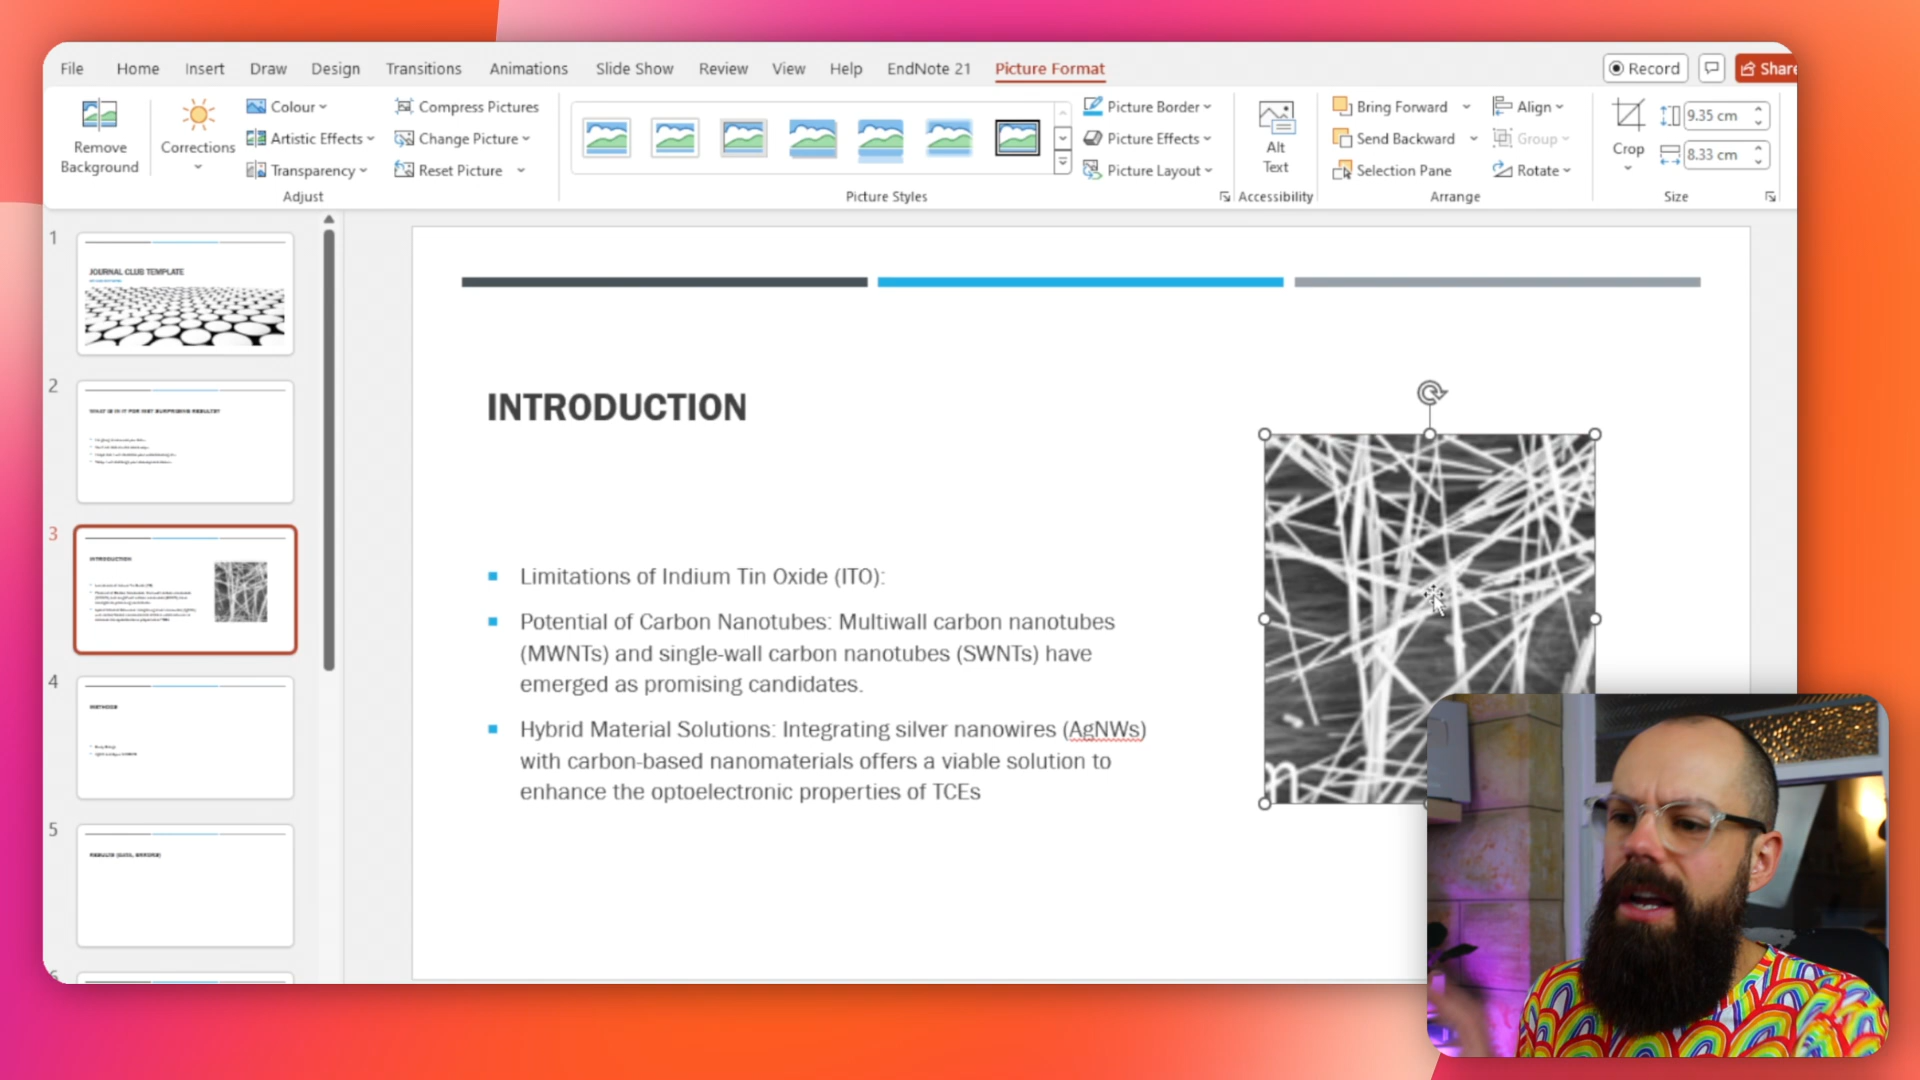 File Home Insert Draw Design Transitions Animations Slide Show Review View Help EndNote 21 Picture Format Record Share
Remove Background
Corrections
Colour
Artistic Effects
Transparency
Compress Pictures
Change Picture
Reset Picture
Adjust
Picture Styles
Picture Border
Picture Effects
Picture Layout
Alt Text
Accessibility
Bring Forward
Send Backward
Selection Pane
Align
Group
Rotate
Arrange
Crop
9.35 cm
8.33 cm
Size
1
JOURNAL CLUB TEMPLATE
2
3
INTRODUCTION
4
METHODS
5
RESULTS (DATA, ERRORS)
INTRODUCTION
Limitations of Indium Tin Oxide (ITO):
Potential of Carbon Nanotubes: Multiwall carbon nanotubes
(MWNTs) and single-wall carbon nanotubes (SWNTs) have
emerged as promising candidates.
Hybrid Material Solutions: Integrating silver nanowires (AgNWs)
with carbon-based nanomaterials offers a viable solution to
enhance the optoelectronic properties of TCEs